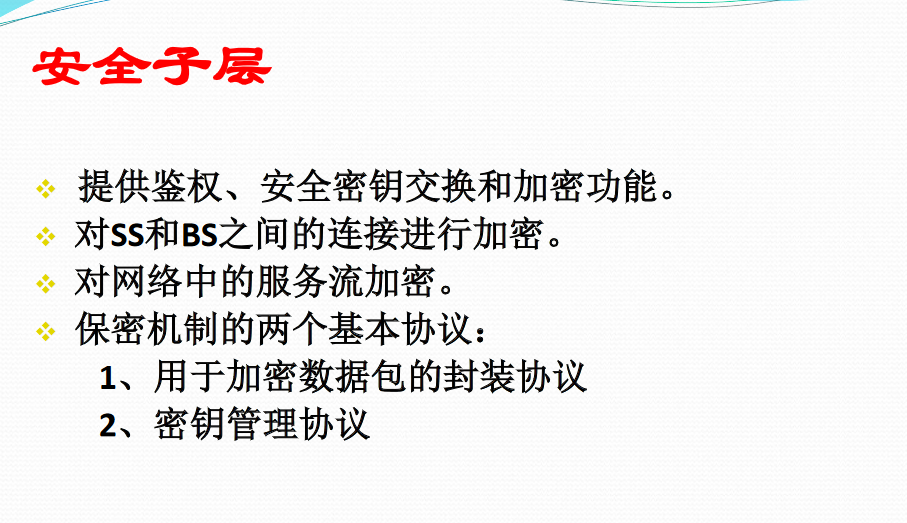 安全子层
提供鉴权、安全密钥交换和加密功能。
对SS和BS之间的连接进行加密。
对网络中的服务流加密。
保密机制的两个基本协议：
1、用于加密数据包的封装协议
2、密钥管理协议